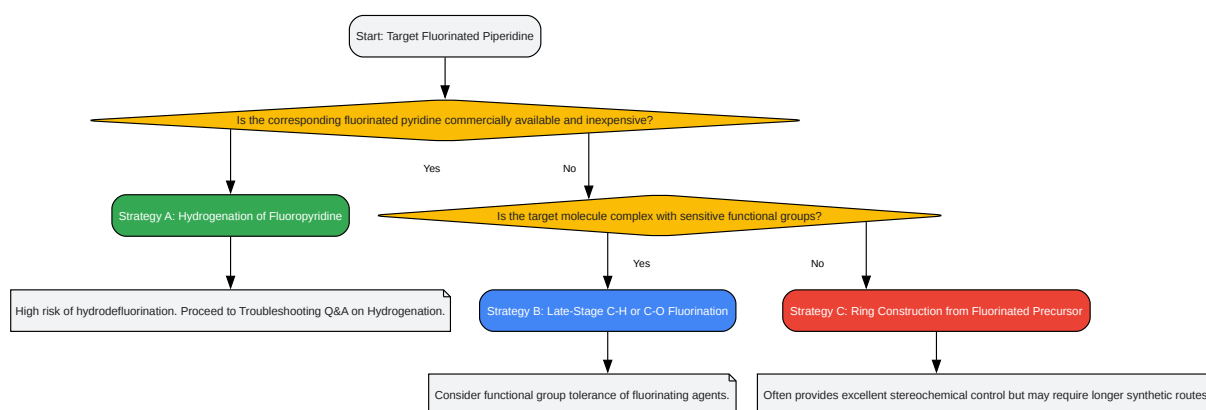 Start: Target Fluorinated Piperidine
Is the corresponding fluorinated pyridine commercially available and inexpensive?
Yes
No
Strategy A: Hydrogenation of Fluoropyridine
Is the target molecule complex with sensitive functional groups?
Yes
No
High risk of hydrodefluorination. Proceed to Troubleshooting Q&A on Hydrogenation.
Strategy B: Late-Stage C-H or C-O Fluorination
Strategy C: Ring Construction from Fluorinated Precursor
Consider functional group tolerance of fluorinating agents.
Often provides excellent stereochemical control but may require longer synthetic routes